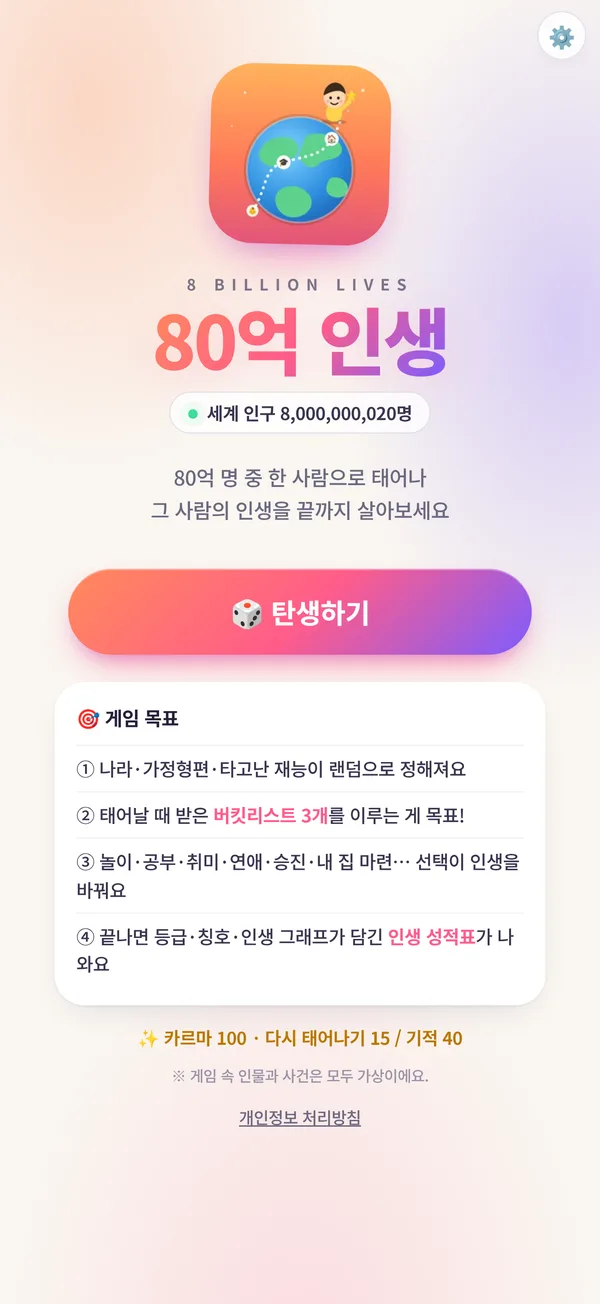 8 BILLION LIVES
80억 인생
세계 인구 8,000,000,020명
80억 명 중 한 사람으로 태어나
그 사람의 인생을 끝까지 살아보세요
🎲 탄생하기
🎯 게임 목표
① 나라·가정형편·타고난 재능이 랜덤으로 정해져요
② 태어날 때 받은 버킷리스트 3개를 이루는 게 목표!
③ 놀이·공부·취미·연애·승진·내 집 마련… 선택이 인생을
바꿔요
④ 끝나면 등급·칭호·인생 그래프가 담긴 인생 성적표가 나
와요
✨ 카르마 100 · 다시 태어나기 15 / 기적 40
※ 게임 속 인물과 사건은 모두 가상이에요.
개인정보 처리방침